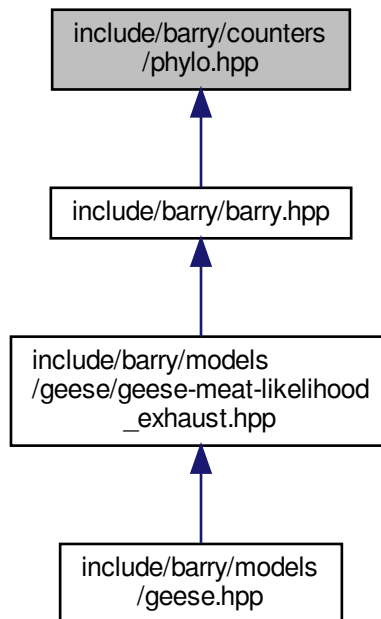 include/barry/counters
/phylo.hpp
include/barry/barry.hpp
include/barry/models
/geese/geese-meat-likelihood
_exhaust.hpp
include/barry/models
/geese.hpp